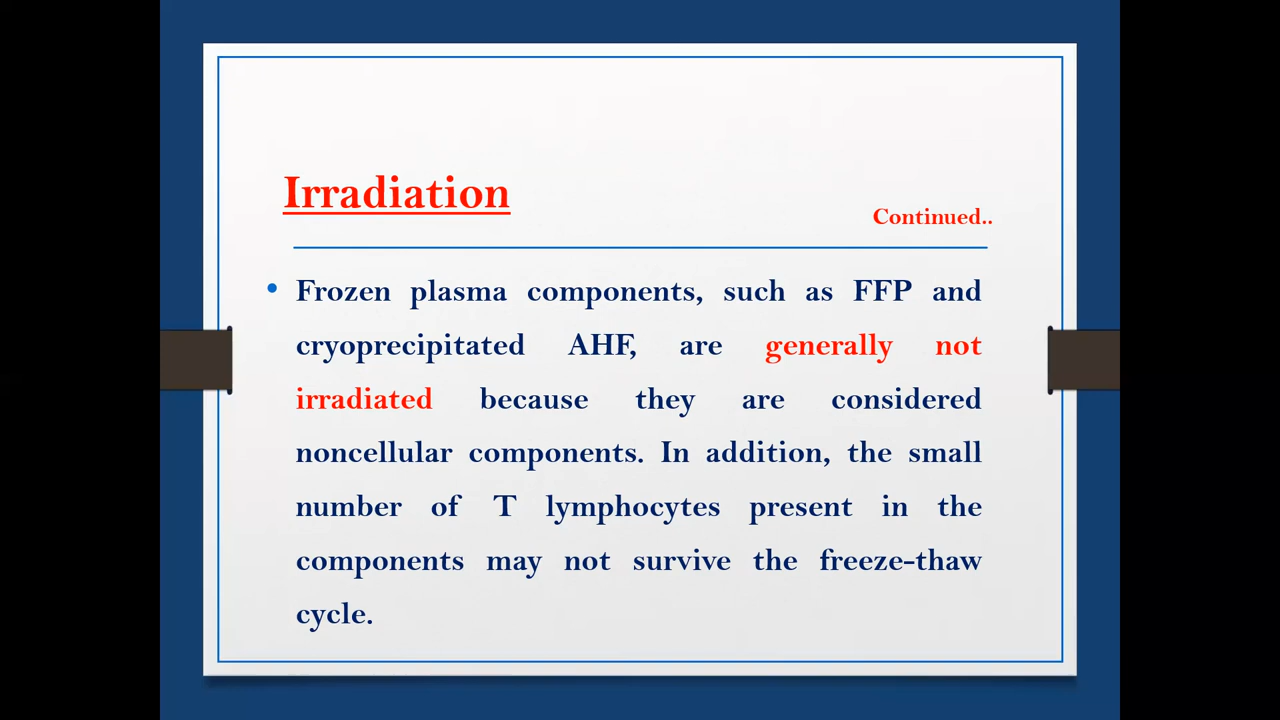 Irradiation
Continued..
• Frozen plasma components, such as FFP and
cryoprecipitated AHF, are generally not
irradiated because they are considered
noncellular components. In addition, the small
number of T lymphocytes present in the
components may not survive the freeze-thaw
cycle.